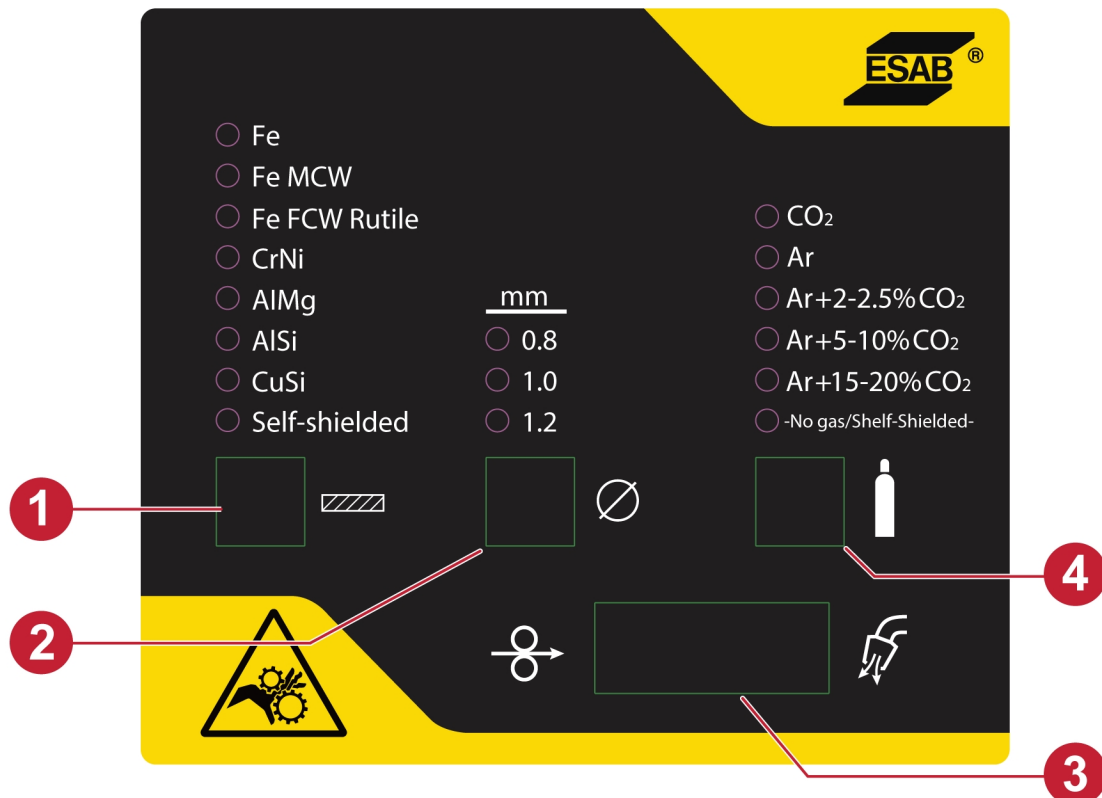 ESAB ®
Fe
Fe MCW
Fe FCW Rutile
CrNi
AlMg
AlSi
CuSi
Self-shielded
mm
0.8
1.0
1.2
CO₂
Ar
Ar+2-2.5% CO₂
Ar+5-10% CO₂
Ar+15-20% CO₂
-No gas/Shelf-Shielded-
1
2
4
3